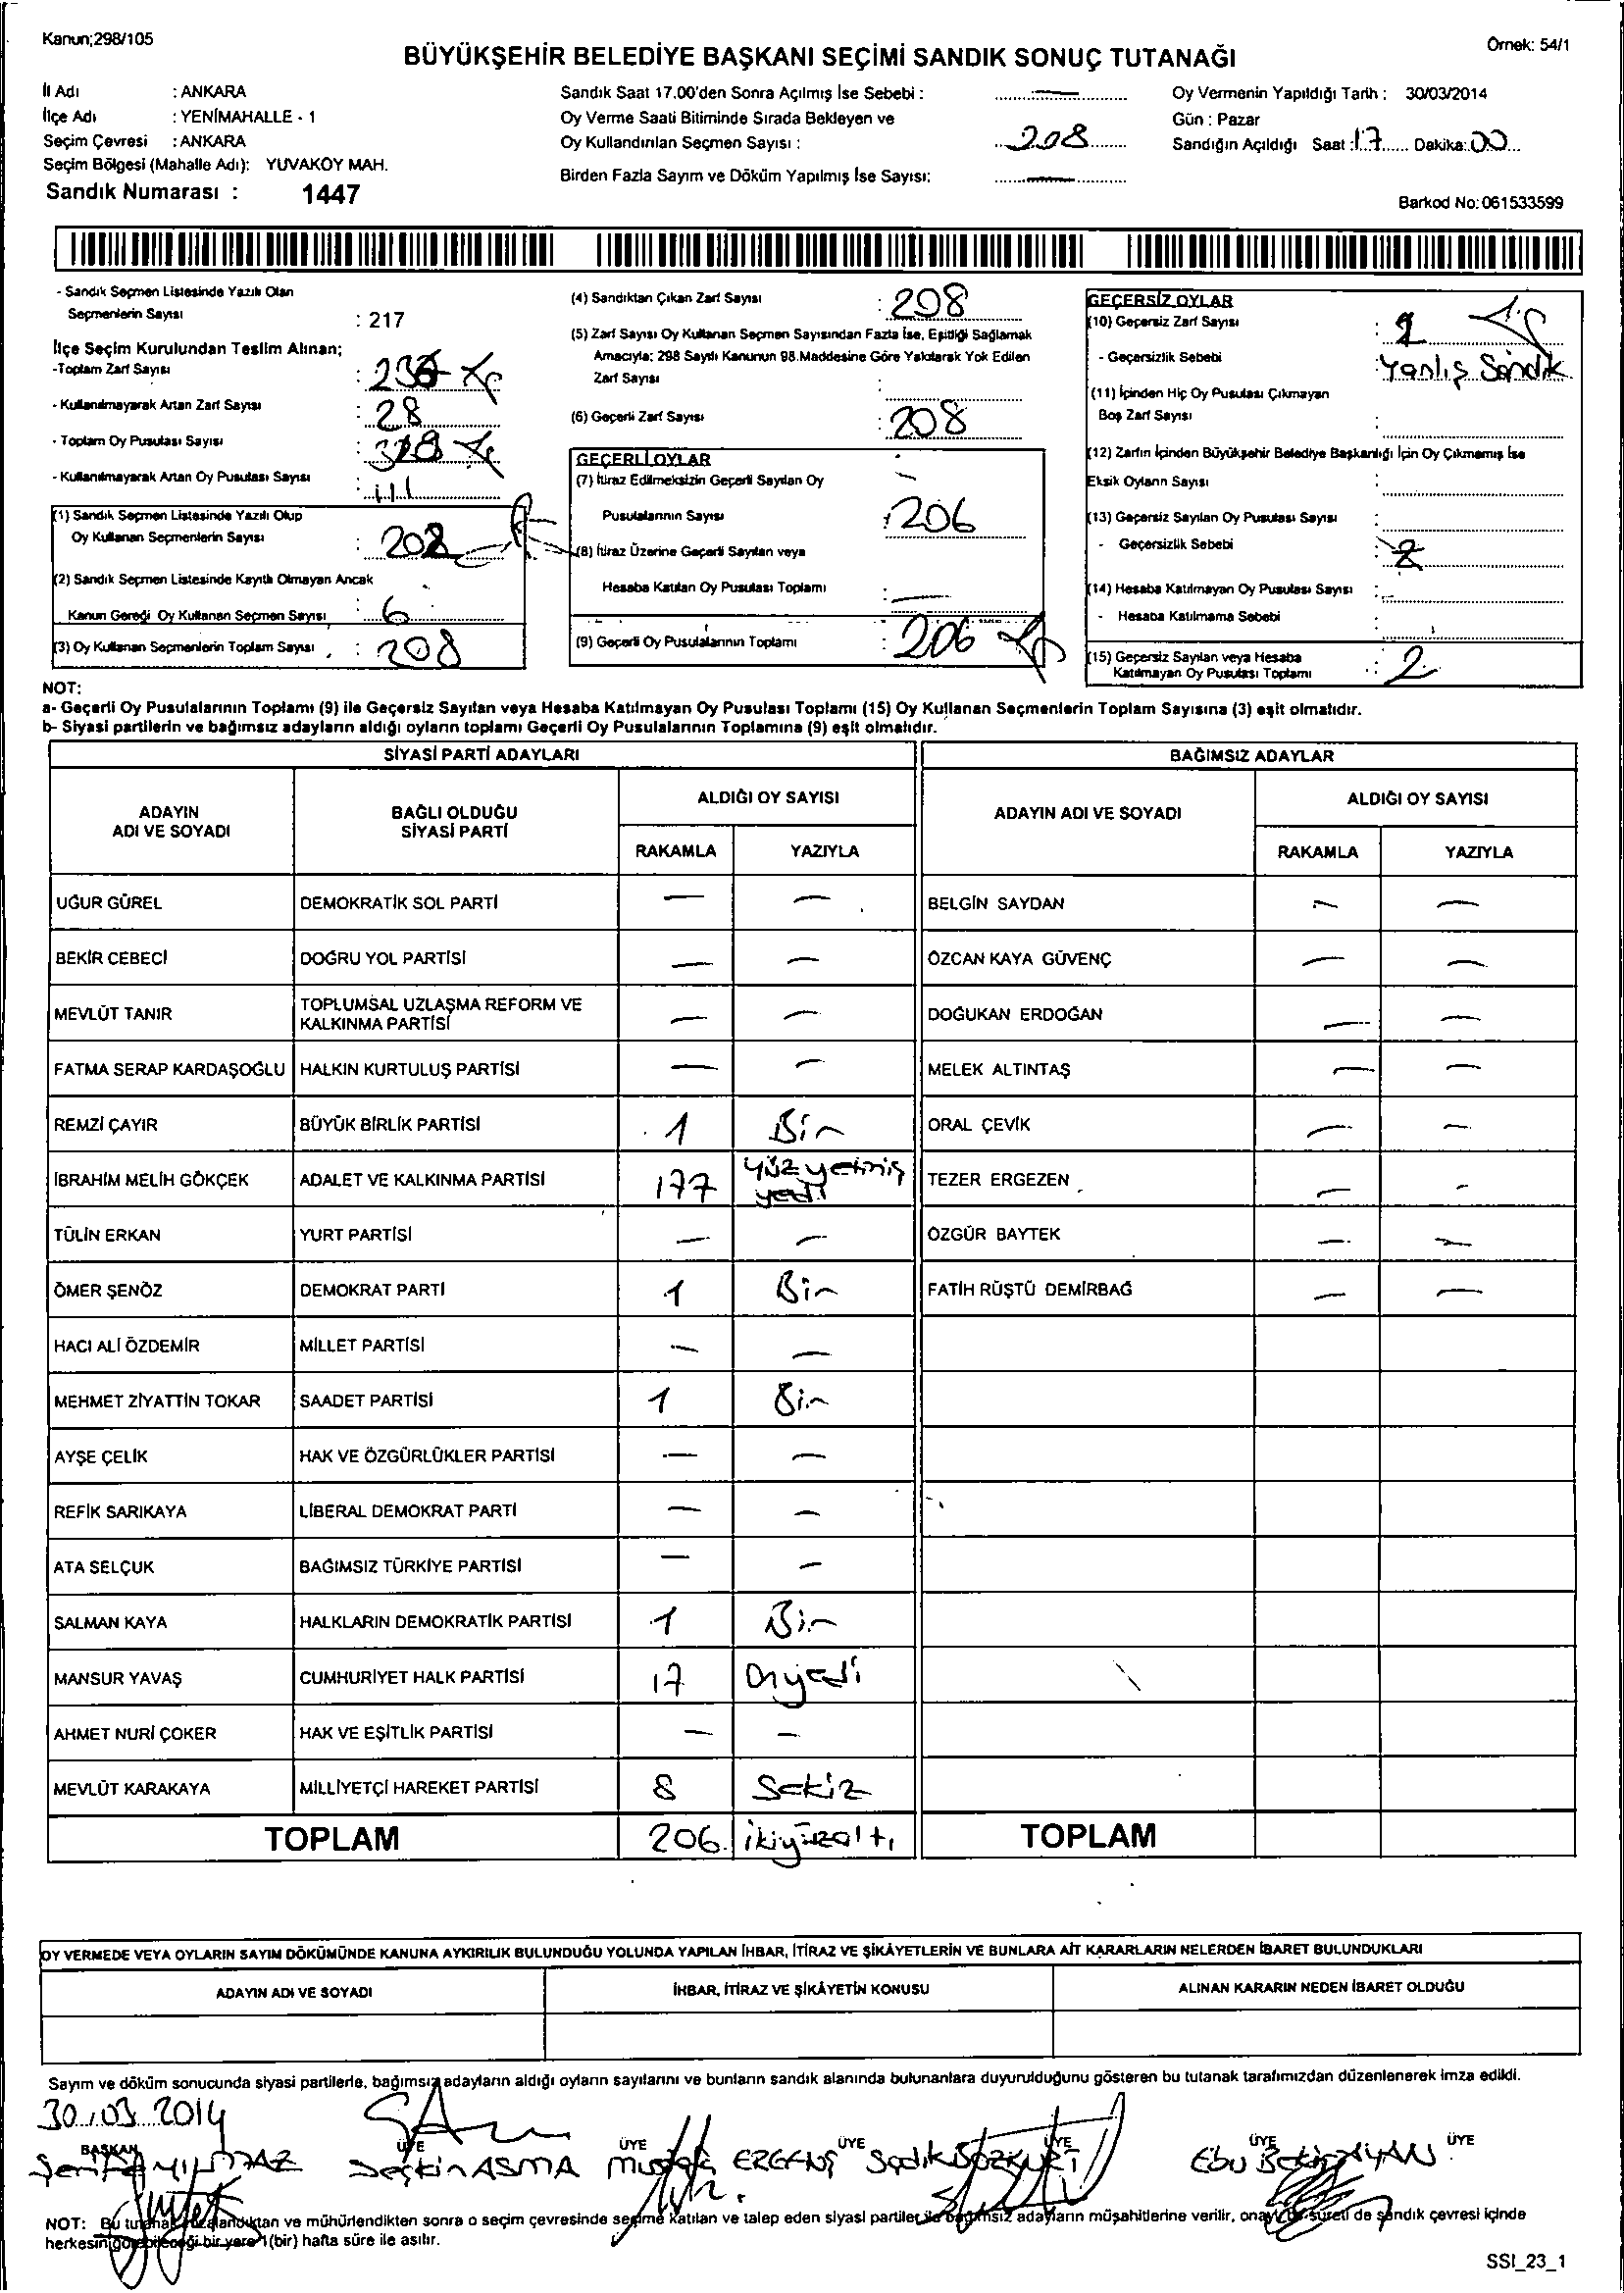 Kanun;298/105
Örnek: 54/1
BÜYÜKŞEHİR BELEDİYE BAŞKANI SEÇİMİ SANDIK SONUÇ TUTANAĞI
İl Adı : ANKARA
İlçe Adı : YENİMAHALLE - 1
Seçim Çevresi : ANKARA
Seçim Bölgesi (Mahalle Adı): YUVAKÖY MAH.
Sandık Numarası : 1447
Sandık Saat 17.00'den Sonra Açılmış İse Sebebi : —
Oy Verme Saati Bitiminde Sırada Bekleyen ve
Oy Kullandırılan Seçmen Sayısı : 208
Birden Fazla Sayım ve Döküm Yapılmış İse Sayısı: —
Oy Vermenin Yapıldığı Tarih : 30/03/2014
Gün : Pazar
Sandığın Açıldığı Saat : 17 Dakika: 00
Barkod No: 061533599
- Sandık Seçmen Listesinde Yazılı Olan
Seçmenlerin Sayısı : 217
İlçe Seçim Kurulundan Teslim Alınan;
-Toplam Zarf Sayısı :
- Kullanılmayarak Artan Zarf Sayısı : 28
- Toplam Oy Pusulası Sayısı :
- Kullanılmayarak Artan Oy Pusulası Sayısı : 111
(1) Sandık Seçmen Listesinde Yazılı Olup
Oy Kullanan Seçmenlerin Sayısı : 202
(2) Sandık Seçmen Listesinde Kayıtlı Olmayan Ancak
Kanun Gereği Oy Kullanan Seçmen Sayısı : 6
(3) Oy Kullanan Seçmenlerin Toplam Sayısı : 208
(4) Sandıktan Çıkan Zarf Sayısı : 208
(5) Zarf Sayısı Oy Kullanan Seçmen Sayısından Fazla İse, Eşitliği Sağlamak
Amacıyla; 298 Sayılı Kanunun 98.Maddesine Göre Yakılarak Yok Edilen
Zarf Sayısı :
(6) Geçerli Zarf Sayısı : 208
GEÇERLİ OYLAR
(7) İtiraz Edilmeksizin Geçerli Sayılan Oy
Pusulalarının Sayısı : 206
(8) İtiraz Üzerine Geçerli Sayılan veya
Hesaba Katılan Oy Pusulası Toplamı : —
(9) Geçerli Oy Pusulalarının Toplamı : 206
GEÇERSİZ OYLAR
(10) Geçersiz Zarf Sayısı :
- Geçersizlik Sebebi : Yanlış Sandık
(11) İçinden Hiç Oy Pusulası Çıkmayan
Boş Zarf Sayısı :
(12) Zarfın İçinden Büyükşehir Belediye Başkanlığı İçin Oy Çıkmamış İse
Eksik Oyların Sayısı :
(13) Geçersiz Sayılan Oy Pusulası Sayısı :
- Geçersizlik Sebebi : 2
(14) Hesaba Katılmayan Oy Pusulası Sayısı :
- Hesaba Katılmama Sebebi :
(15) Geçersiz Sayılan veya Hesaba
Katılmayan Oy Pusulası Toplamı : 2
NOT:
a- Geçerli Oy Pusulalarının Toplamı (9) ile Geçersiz Sayılan veya Hesaba Katılmayan Oy Pusulası Toplamı (15) Oy Kullanan Seçmenlerin Toplam Sayısına (3) eşit olmalıdır.
b- Siyasi partilerin ve bağımsız adayların aldığı oyların toplamı Geçerli Oy Pusulalarının Toplamına (9) eşit olmalıdır.
SİYASİ PARTİ ADAYLARI
ADAYIN ADI VE SOYADI BAĞLI OLDUĞU SİYASİ PARTİ ALDIĞI OY SAYISI
RAKAMLA YAZIYLA
UĞUR GÜREL DEMOKRATİK SOL PARTİ — —
BEKİR CEBECİ DOĞRU YOL PARTİSİ — —
MEVLÜT TANIR TOPLUMSAL UZLAŞMA REFORM VE KALKINMA PARTİSİ — —
FATMA SERAP KARDAŞOĞLU HALKIN KURTULUŞ PARTİSİ — —
REMZİ ÇAYIR BÜYÜK BİRLİK PARTİSİ 1 Bir
İBRAHİM MELİH GÖKÇEK ADALET VE KALKINMA PARTİSİ 177 yüz yetmiş yedi
TÜLİN ERKAN YURT PARTİSİ — —
ÖMER ŞENÖZ DEMOKRAT PARTİ 1 Bir
HACI ALİ ÖZDEMİR MİLLET PARTİSİ — —
MEHMET ZİYATTİN TOKAR SAADET PARTİSİ 1 Bir
AYŞE ÇELİK HAK VE ÖZGÜRLÜKLER PARTİSİ — —
REFİK SARIKAYA LİBERAL DEMOKRAT PARTİ — —
ATA SELÇUK BAĞIMSIZ TÜRKİYE PARTİSİ — —
SALMAN KAYA HALKLARIN DEMOKRATİK PARTİSİ 1 Bir
MANSUR YAVAŞ CUMHURİYET HALK PARTİSİ 17 Onyedi
AHMET NURİ ÇOKER HAK VE EŞİTLİK PARTİSİ — —
MEVLÜT KARAKAYA MİLLİYETÇİ HAREKET PARTİSİ 8 Sekiz
TOPLAM 206 ikiyüzaltı
BAĞIMSIZ ADAYLAR
ADAYIN ADI VE SOYADI ALDIĞI OY SAYISI
RAKAMLA YAZIYLA
BELGİN SAYDAN — —
ÖZCAN KAYA GÜVENÇ — —
DOĞUKAN ERDOĞAN — —
MELEK ALTINTAŞ — —
ORAL ÇEVİK — —
TEZER ERGEZEN — —
ÖZGÜR BAYTEK — —
FATİH RÜŞTÜ DEMİRBAĞ — —
TOPLAM
OY VERMEDE VEYA OYLARIN SAYIM DÖKÜMÜNDE KANUNA AYKIRILIK BULUNDUĞU YOLUNDA YAPILAN İHBAR, İTİRAZ VE ŞİKÂYETLERİN VE BUNLARA AİT KARARLARIN NELERDEN İBARET BULUNDUKLARI
ADAYIN ADI VE SOYADI İHBAR, İTİRAZ VE ŞİKÂYETİN KONUSU ALINAN KARARIN NEDEN İBARET OLDUĞU
Sayım ve döküm sonucunda siyasi partilerle, bağımsız adayların aldığı oyların sayılarını ve bunların sandık alanında bulunanlara duyurulduğunu gösteren bu tutanak tarafımızdan düzenlenerek imza edildi.
30.03.2014
BAŞKAN ÜYE ÜYE ÜYE ÜYE ÜYE ÜYE
YILMAZ Seçkin ASMA Mustafa Sadık BOZKURT Ebu Bekir AYAN
NOT: Bu tutanak imzalandıktan ve mühürlendikten sonra o seçim çevresinde seçime katılan ve talep eden siyasi partiler ile bağımsız adayların müşahitlerine verilir, onaylı bir sureti de sandık çevresi içinde
herkesin görebileceği bir yere 1(bir) hafta süre ile asılır.
SSI_23_1